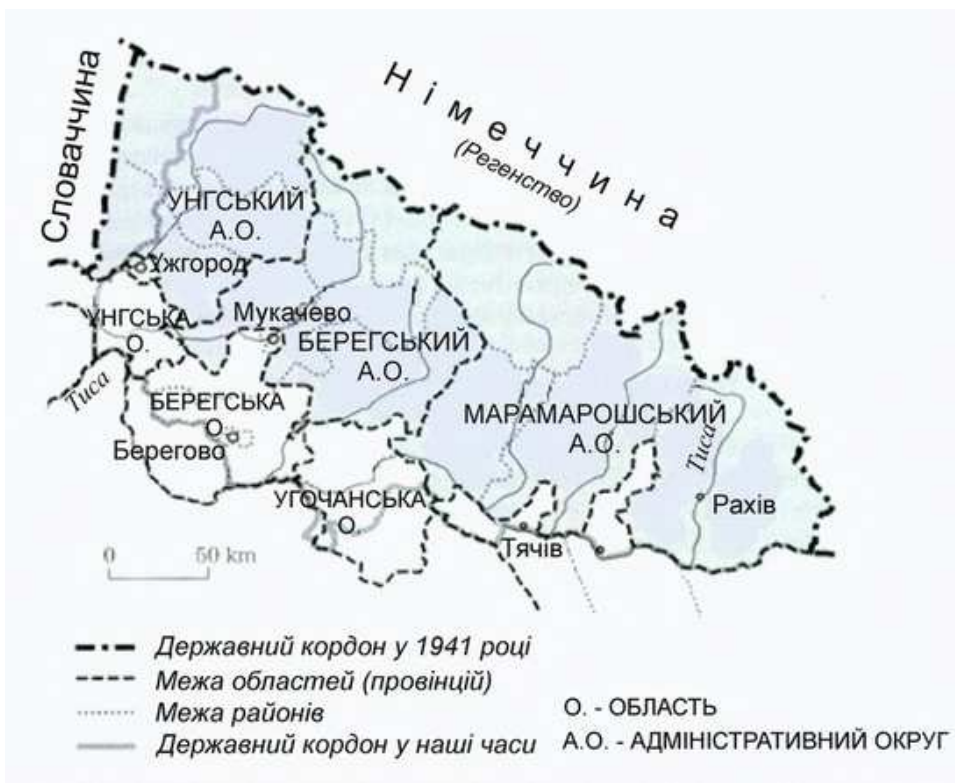 Словаччина
Німеччина
(Регенство)
УНГСЬКИЙ
А.О.
Ужгород
УНГСЬКА
О.
Мукачево
БЕРЕГСЬКИЙ
А.О.
Тиса
БЕРЕГСЬКА
О.
Берегово
МАРАМАРОШСЬКИЙ
А.О.
Тиса
Рахів
УГОЧАНСЬКА
О.
Тячів
0 50 km
Державний кордон у 1941 році
Межа областей (провінцій)
Межа районів
Державний кордон у наші часи
О. - ОБЛАСТЬ
А.О. - АДМІНІСТРАТИВНИЙ ОКРУГ